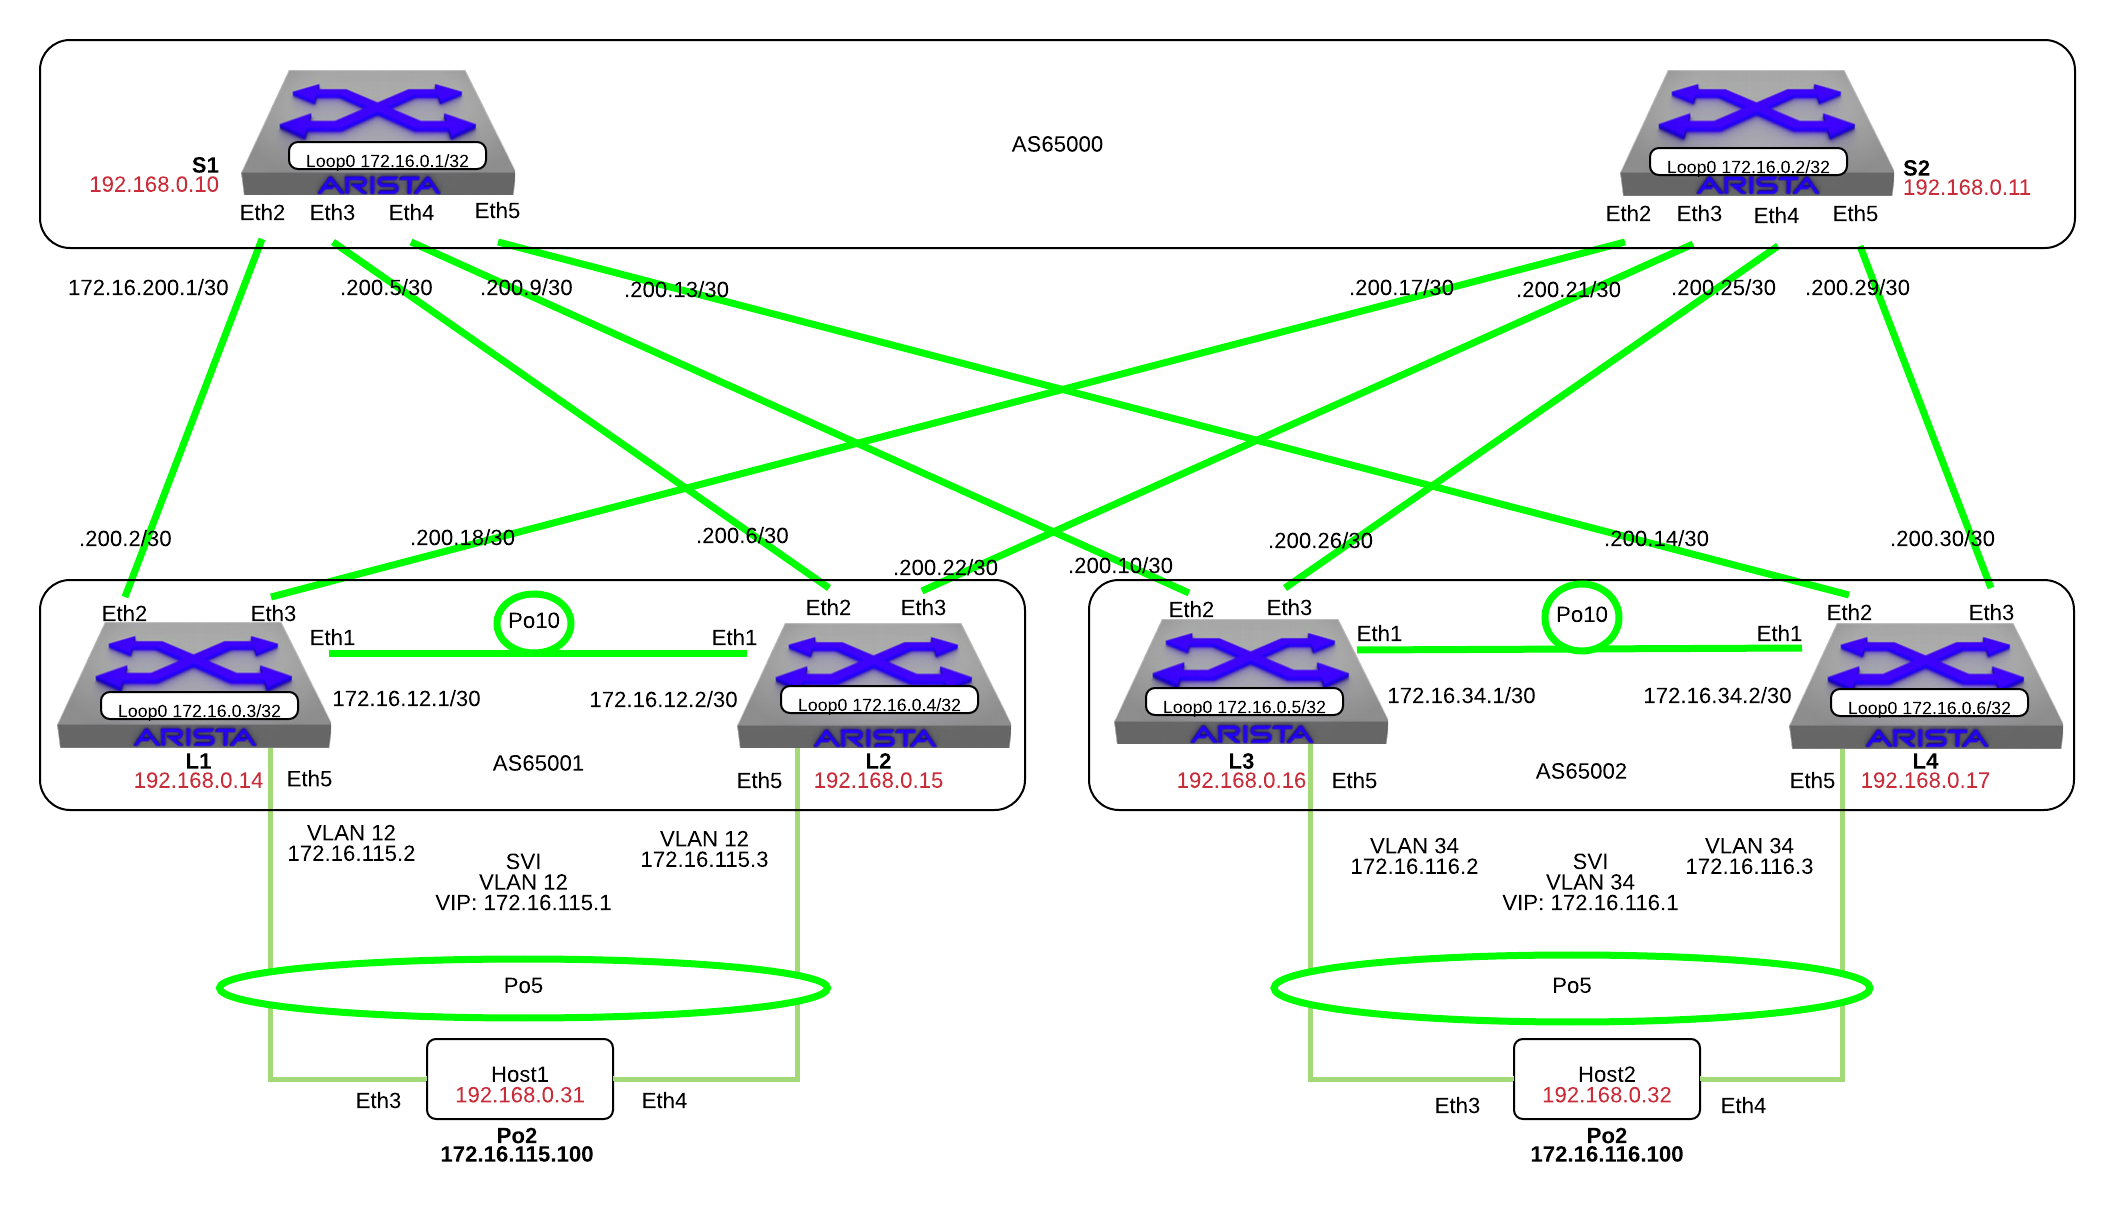 AS65000
Loop0 172.16.0.1/32
ARISTA
S1
192.168.0.10
Eth2 Eth3 Eth4 Eth5
Loop0 172.16.0.2/32
ARISTA
S2
192.168.0.11
Eth2 Eth3 Eth4 Eth5
172.16.200.1/30 .200.5/30 .200.9/30 .200.13/30 .200.17/30 .200.21/30 .200.25/30 .200.29/30
.200.2/30 .200.18/30 .200.6/30 .200.22/30 .200.10/30 .200.26/30 .200.14/30 .200.30/30
Eth2 Eth3
Eth1
Po10
Eth1
Eth2 Eth3
Loop0 172.16.0.3/32
ARISTA
172.16.12.1/30 172.16.12.2/30
Loop0 172.16.0.4/32
ARISTA
L1
192.168.0.14
Eth5
AS65001
Eth5
L2
192.168.0.15
Eth2 Eth3
Eth1
Po10
Eth1
Eth2 Eth3
Loop0 172.16.0.5/32
ARISTA
172.16.34.1/30 172.16.34.2/30
Loop0 172.16.0.6/32
ARISTA
L3
192.168.0.16
Eth5
AS65002
Eth5
L4
192.168.0.17
VLAN 12
172.16.115.2
SVI
VLAN 12
VIP: 172.16.115.1
VLAN 12
172.16.115.3
VLAN 34
172.16.116.2
SVI
VLAN 34
VIP: 172.16.116.1
VLAN 34
172.16.116.3
Po5
Po5
Host1
192.168.0.31
Eth3 Eth4
Po2
172.16.115.100
Host2
192.168.0.32
Eth3 Eth4
Po2
172.16.116.100